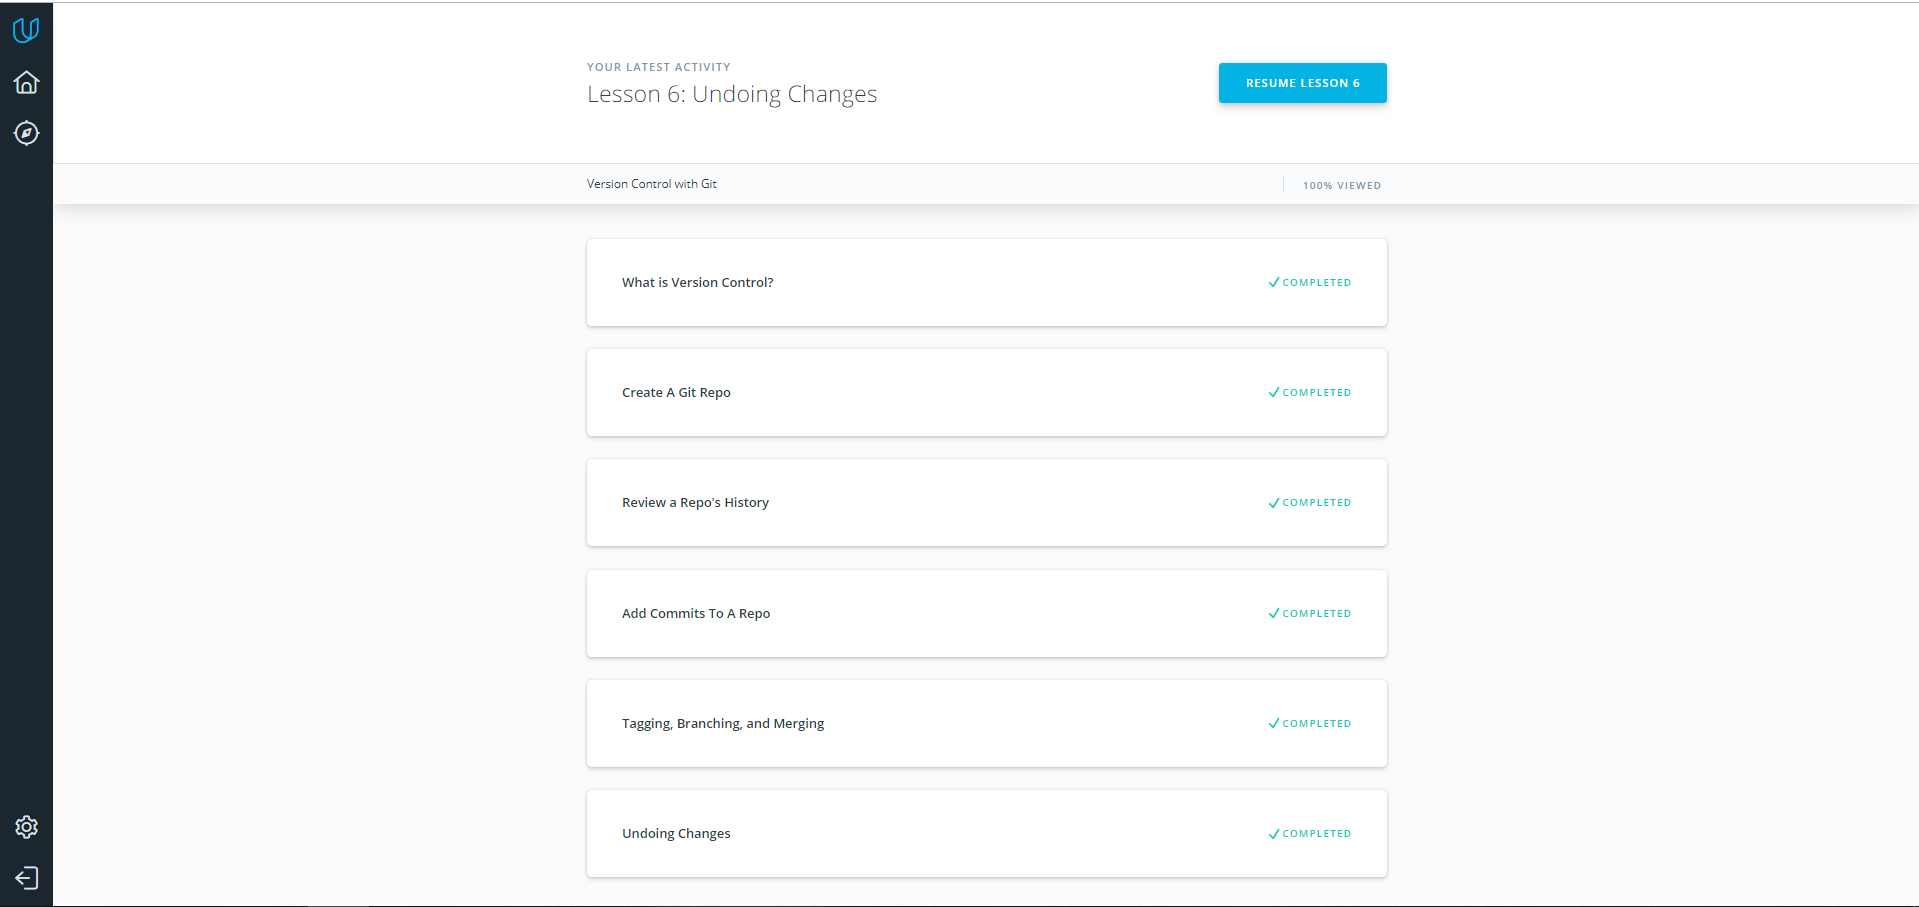 YOUR LATEST ACTIVITY
Lesson 6: Undoing Changes
RESUME LESSON 6
Version Control with Git
100% VIEWED
What is Version Control?
COMPLETED
Create A Git Repo
COMPLETED
Review a Repo's History
COMPLETED
Add Commits To A Repo
COMPLETED
Tagging, Branching, and Merging
COMPLETED
Undoing Changes
COMPLETED